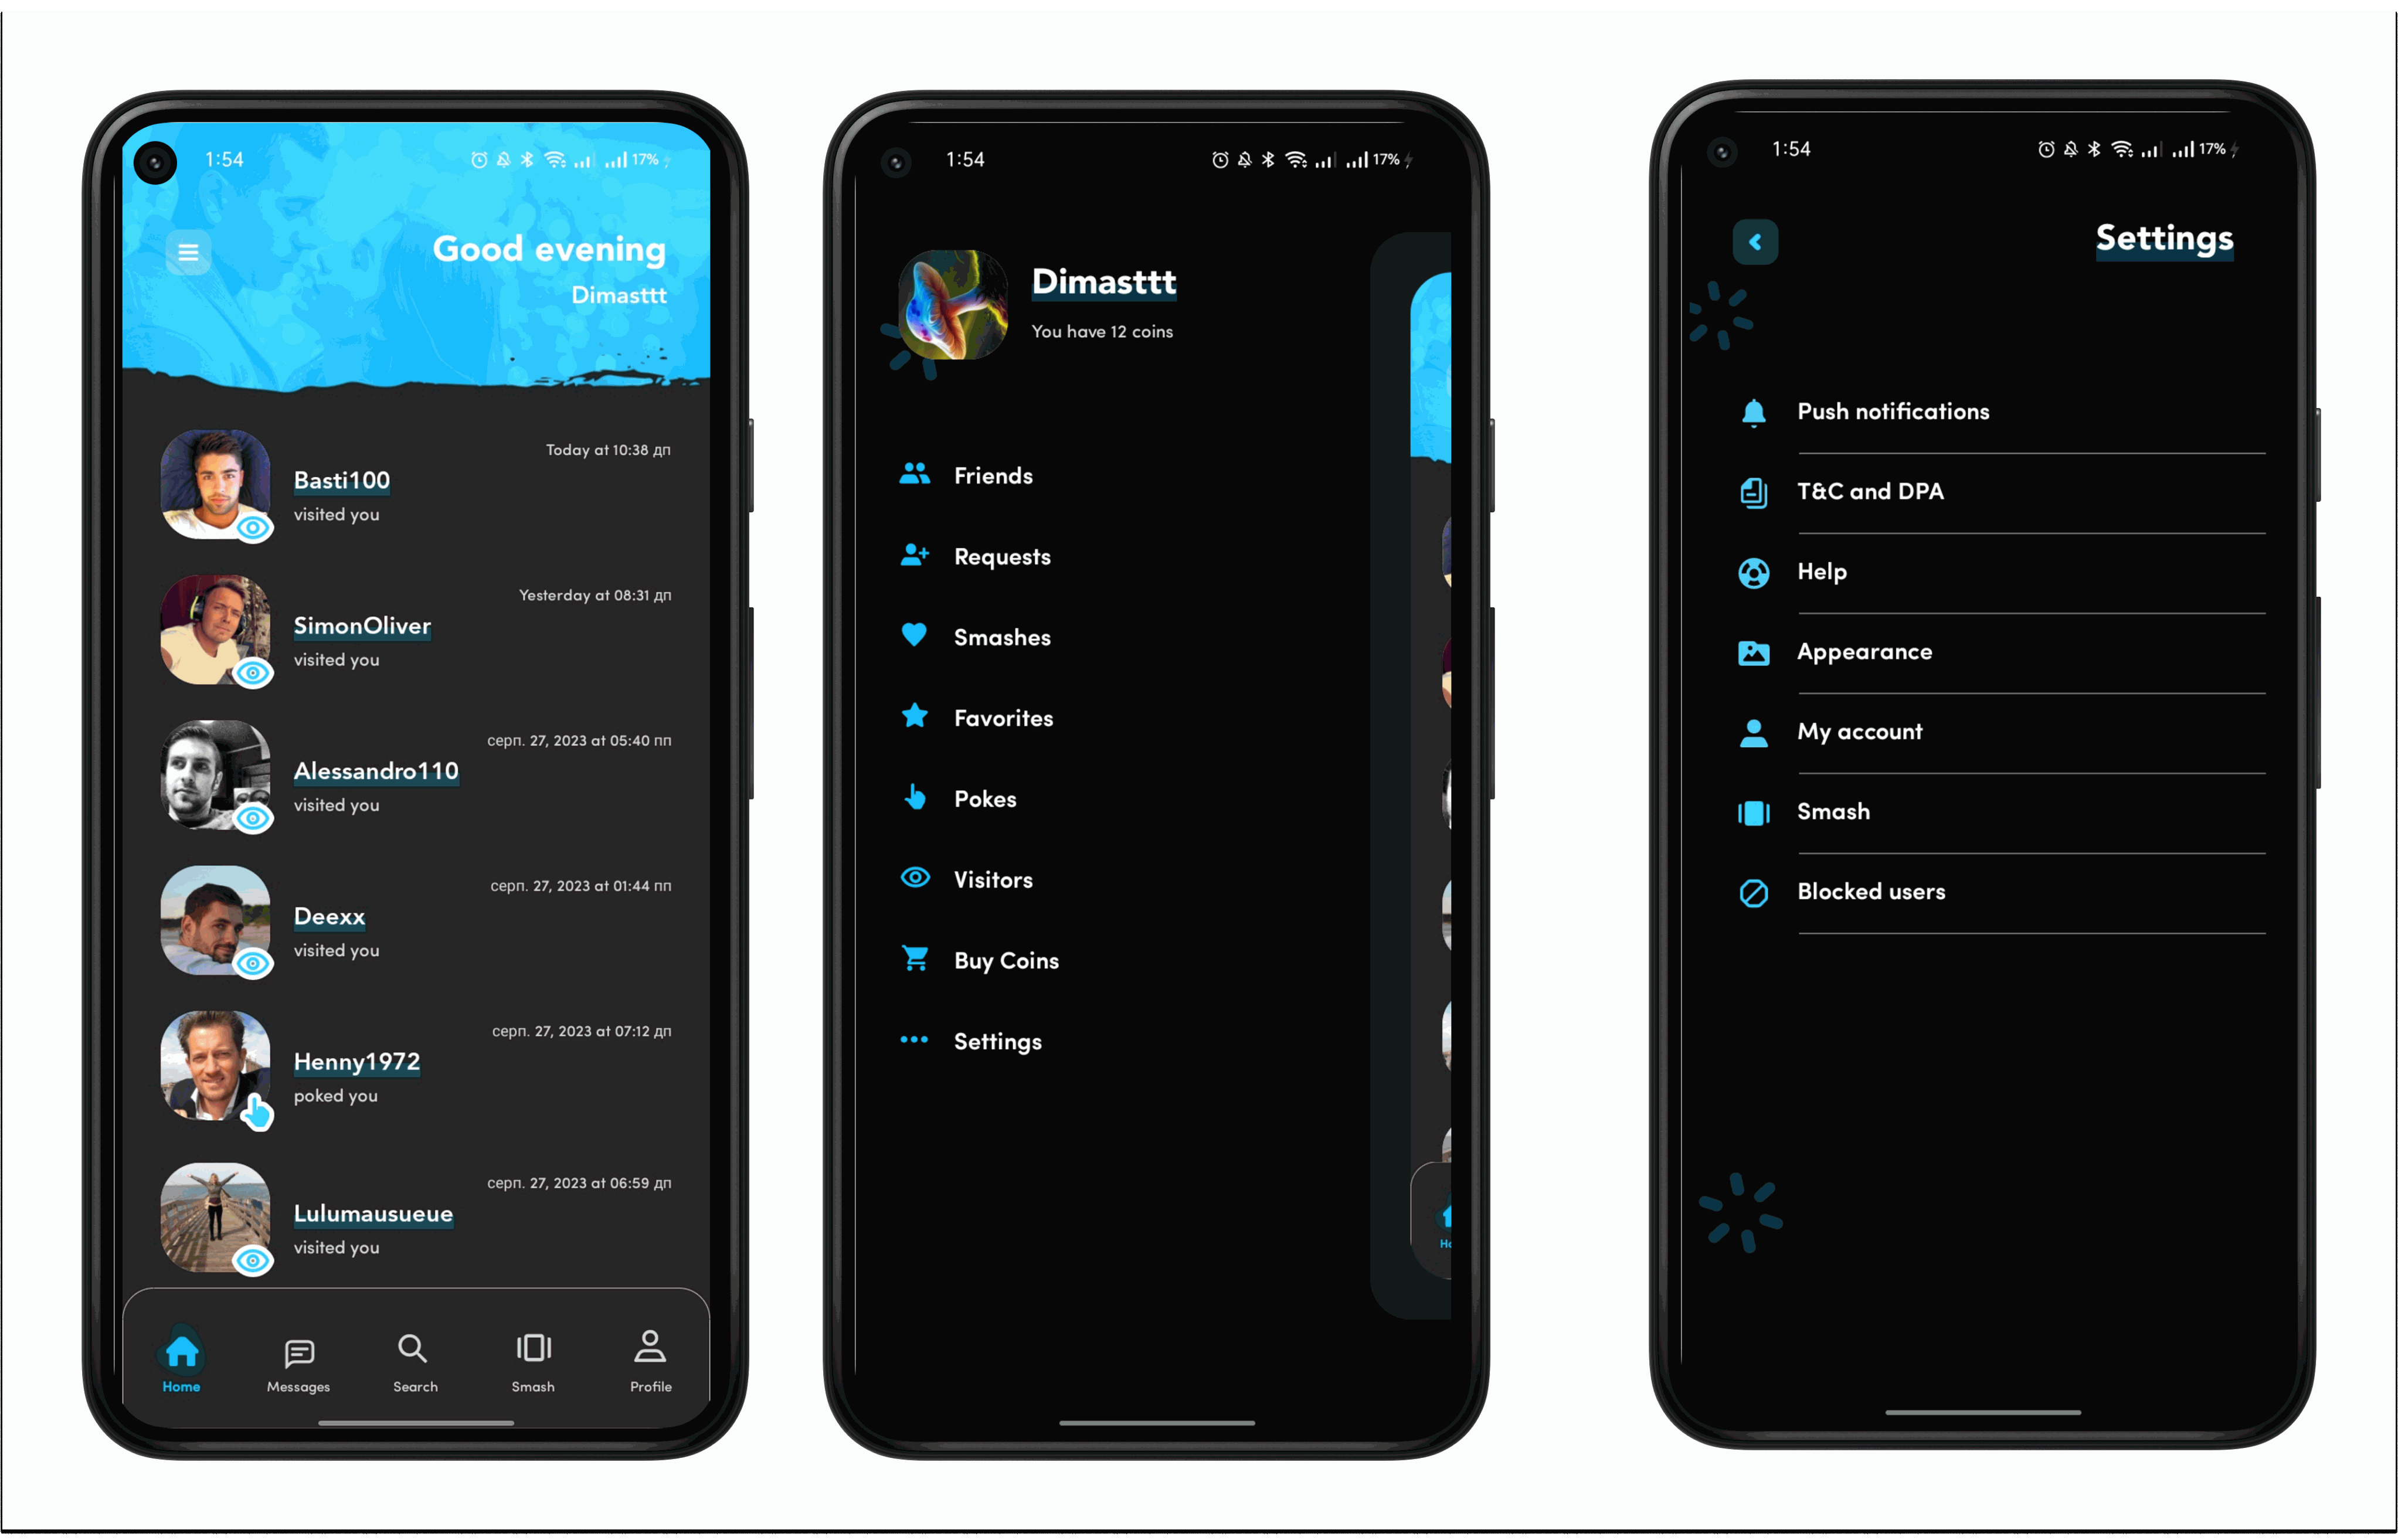 1:54
17%
Good evening
Dimasttt
Today at 10:38 дп
Basti100
visited you
Yesterday at 08:31 дп
SimonOliver
visited you
серп. 27, 2023 at 05:40 пп
Alessandro110
visited you
серп. 27, 2023 at 01:44 пп
Deexx
visited you
серп. 27, 2023 at 07:12 дп
Henny1972
poked you
серп. 27, 2023 at 06:59 дп
Lulumausueue
visited you
Home
Messages
Search
Smash
Profile
1:54
17%
Dimasttt
You have 12 coins
Friends
Requests
Smashes
Favorites
Pokes
Visitors
Buy Coins
Settings
Ho
1:54
17%
Settings
Push notifications
T&C and DPA
Help
Appearance
My account
Smash
Blocked users